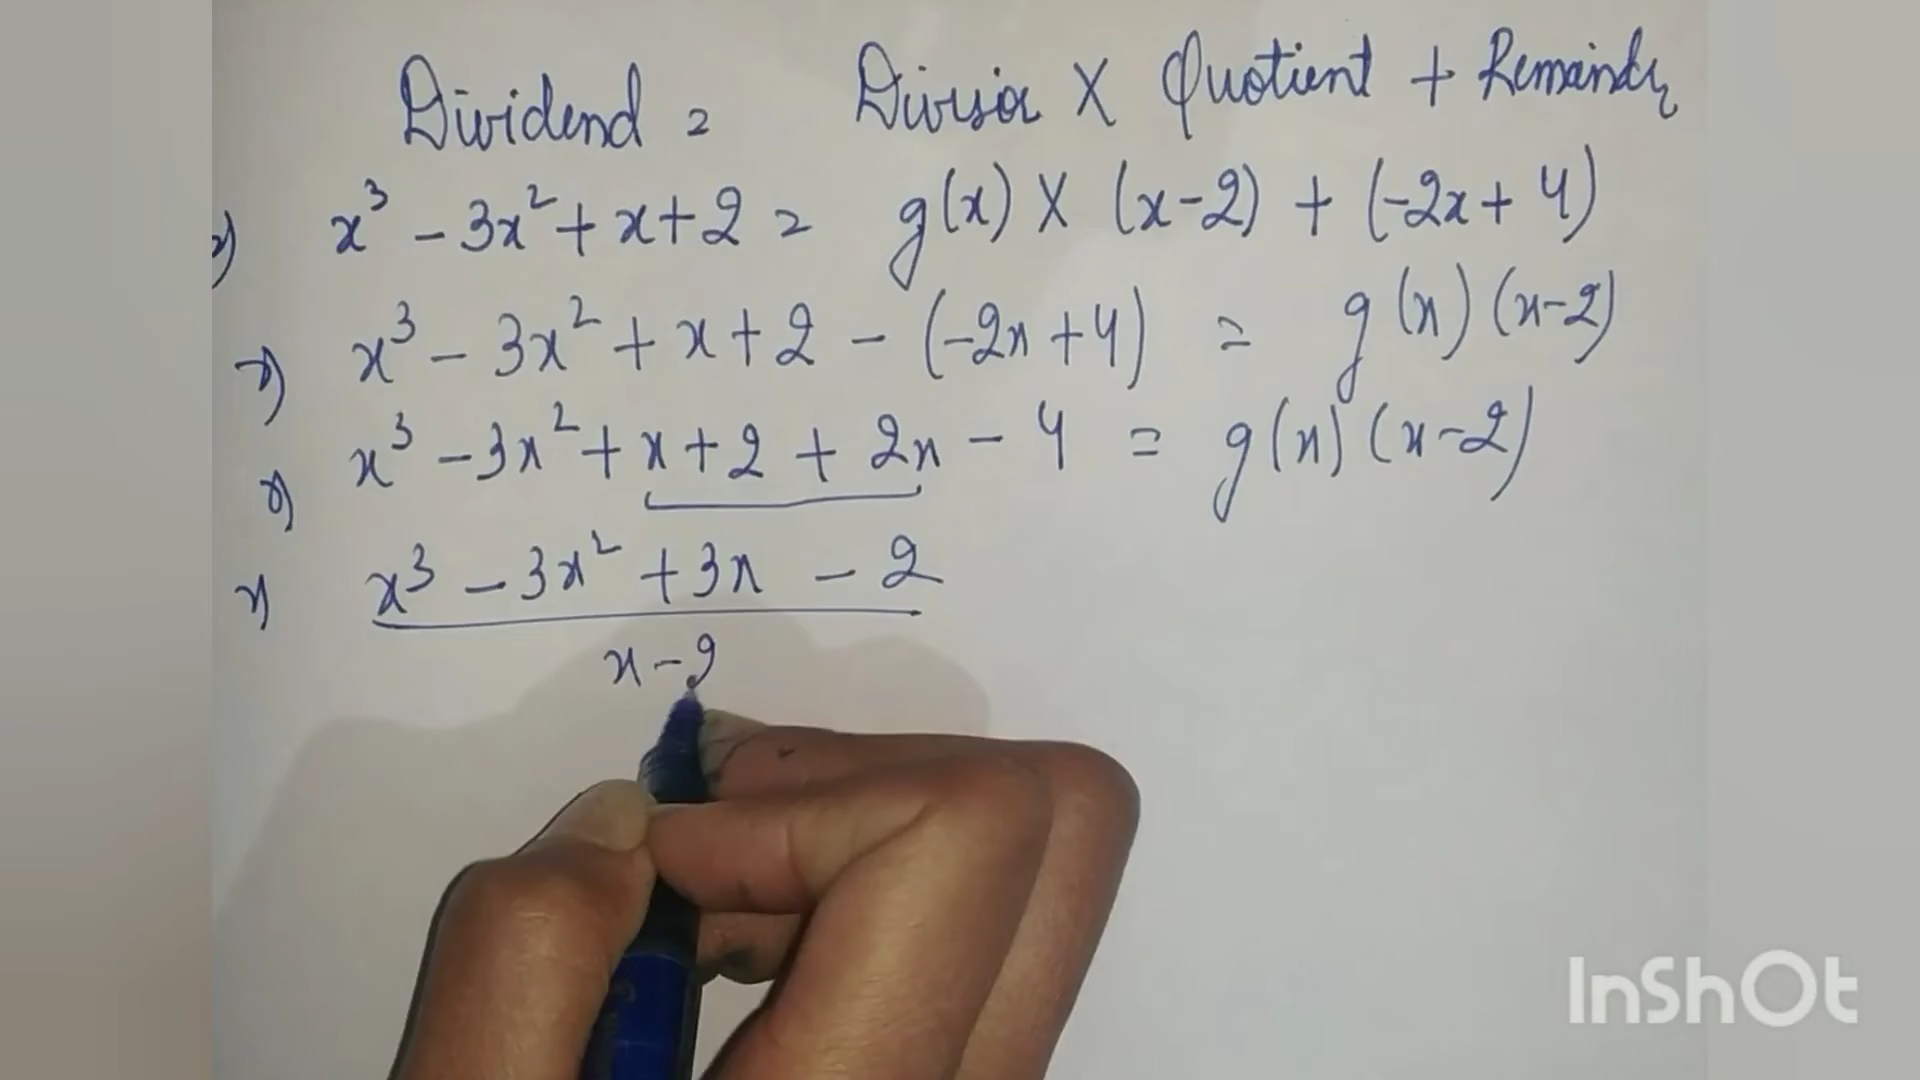 Dividend = Divisor X Quotient + Remainder
⇒) x³ - 3x² + x + 2 = g(x) X (x-2) + (-2x + 4)
⇒) x³ - 3x² + x + 2 - (-2x + 4) = g(x) (x-2)
⇒) x³ - 3x² + x + 2 + 2x - 4 = g(x) (x-2)
⇒) x³ - 3x² + 3x - 2
x - 2
InShOt